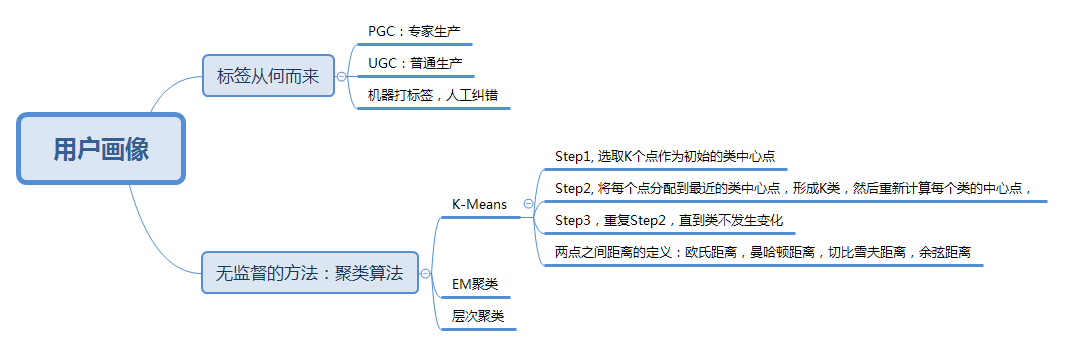 用户画像
标签从何而来
PGC：专家生产
UGC：普通生产
机器打标签，人工纠错
无监督的方法：聚类算法
K-Means
Step1, 选取K个点作为初始的类中心点
Step2, 将每个点分配到最近的类中心点，形成K类，然后重新计算每个类的中心点，
Step3，重复Step2，直到类不发生变化
两点之间距离的定义：欧氏距离，曼哈顿距离，切比雪夫距离，余弦距离
EM聚类
层次聚类